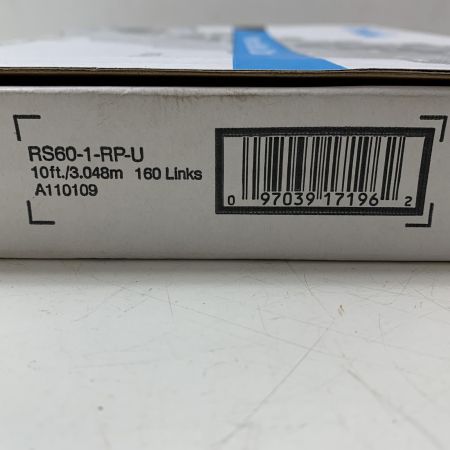 RS60-1-RP-U
10ft./3.048m 160 Links
A110109
0 97039 17196 2